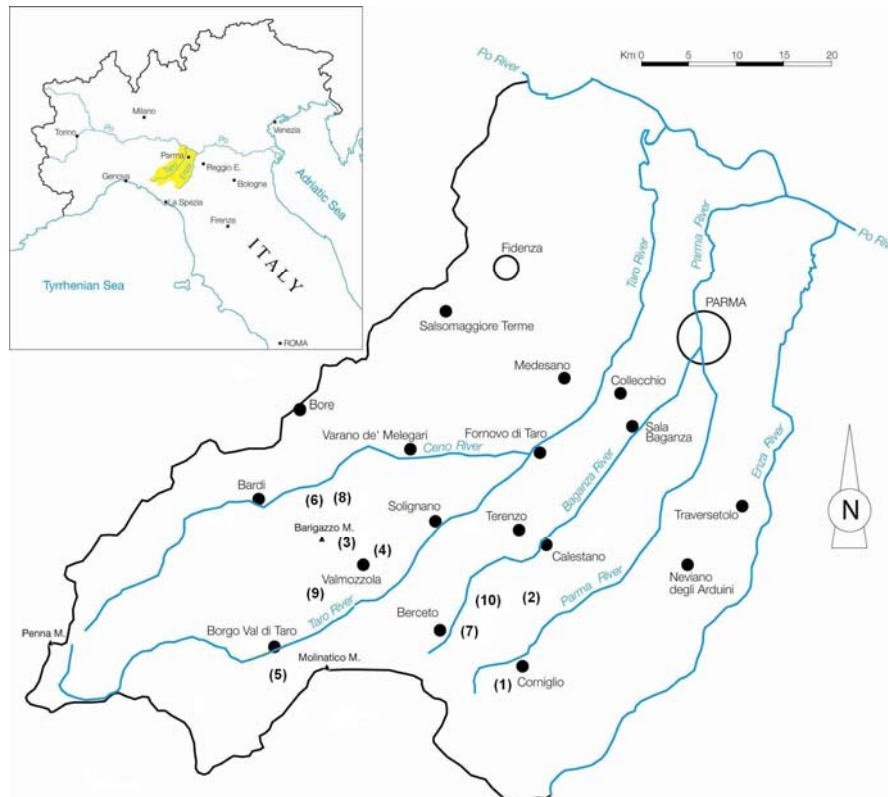 Milano
Torino
Po
Po
Venezia
Parma
Reggio E.
Genova
Bologna
La Spezia
Firenze
Adriatic Sea
ITALY
Tyrrhenian Sea
ROMA
Km 0 5 10 15 20
Po River
Po River
Taro River
Parma River
Fidenza
PARMA
Salsomaggiore Terme
Medesano
Collecchio
Bore
Varano de' Melegari
Fornovo di Taro
Sala
Baganza
Ceno River
Baganza River
Enza River
Bardi
(6) (8)
Solignano
Terenzo
Traversetolo
N
Barigazzo M.
(3)
(4)
Calestano
Valmozzola
Neviano
degli Arduini
(9)
Taro River
Parma River
(10)
(2)
Berceto
(7)
Penna M.
Borgo Val di Taro
(5)
Molinatico M.
(1)
Corniglio